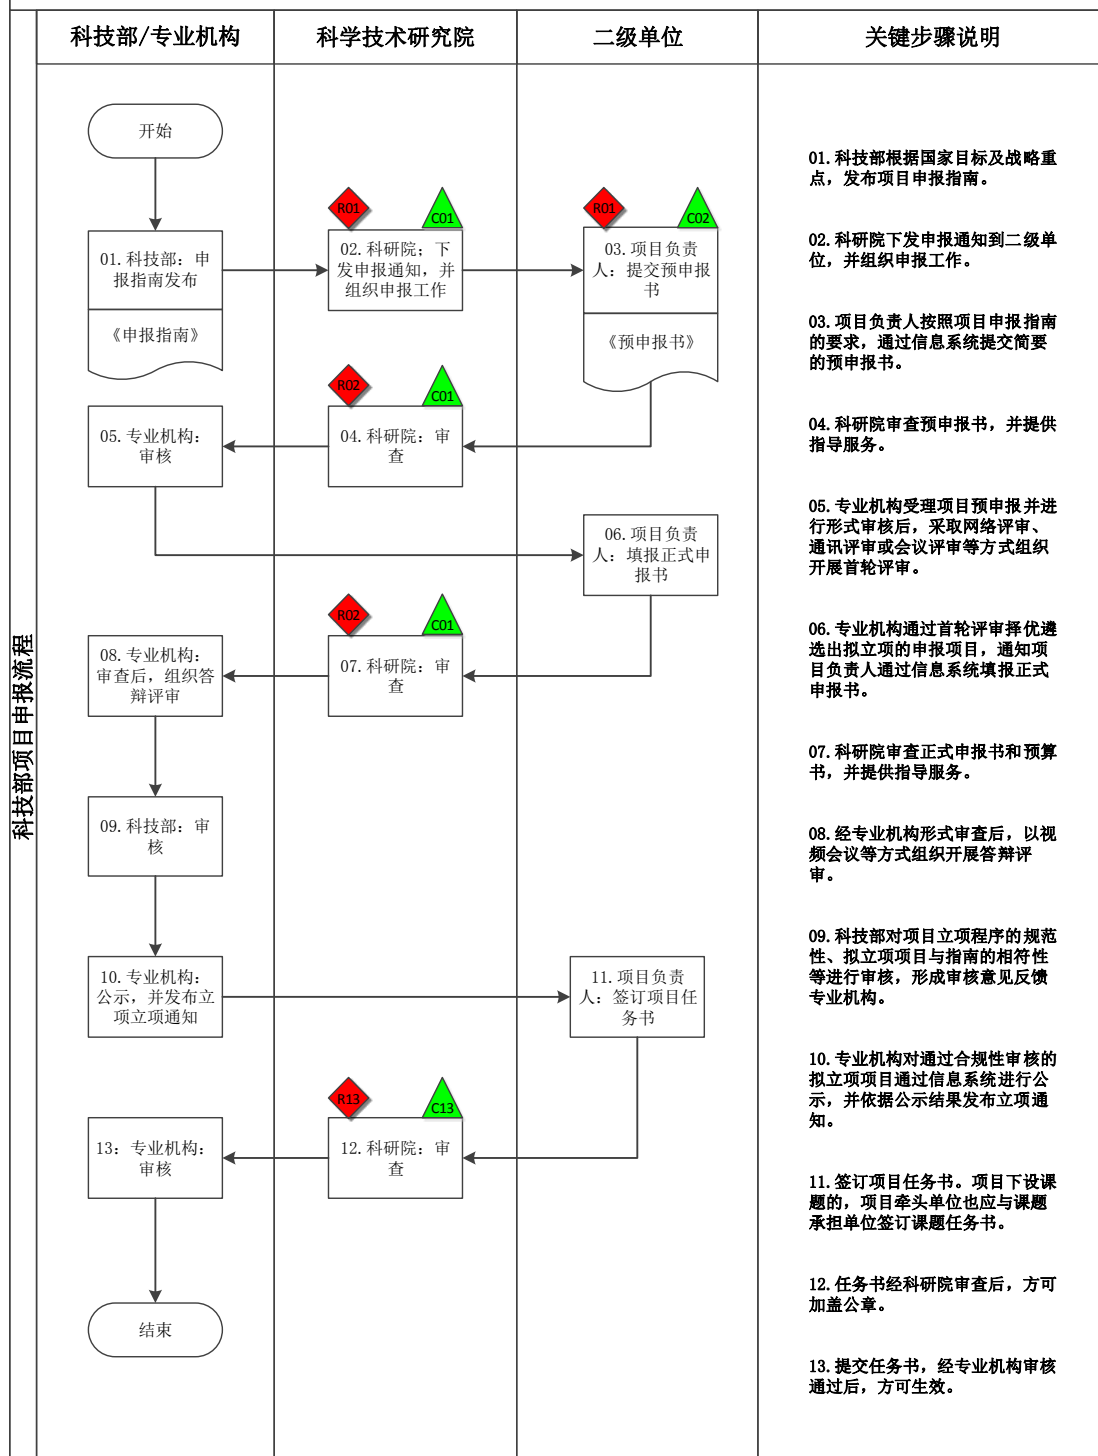 科技部/专业机构
科学技术研究院
二级单位
关键步骤说明
科技部项目申报流程
开始
R01
C01
R01
C02
01.科技部：申
报指南发布
《申报指南》
02.科研院；下
发申报通知，并
组织申报工作
03.项目负责
人：提交预申报
书
《预申报书》
R02
C01
05.专业机构：
审核
04.科研院：审
查
06.项目负责
人：填报正式申
报书
R02
C01
08.专业机构：
审查后，组织答
辩评审
07.科研院：审
查
09.科技部：审
核
10.专业机构：
公示，并发布立
项立项通知
11.项目负责
人：签订项目任
务书
R13
C13
13：专业机构：
审核
12.科研院：审
查
结束
01.科技部根据国家目标及战略重
点，发布项目申报指南。
02.科研院下发申报通知到二级单
位，并组织申报工作。
03.项目负责人按照项目申报指南
的要求，通过信息系统提交简要
的预申报书。
04.科研院审查预申报书，并提供
指导服务。
05.专业机构受理项目预申报并进
行形式审核后，采取网络评审、
通讯评审或会议评审等方式组织
开展首轮评审。
06.专业机构通过首轮评审择优遴
选出拟立项的申报项目，通知项
目负责人通过信息系统填报正式
申报书。
07.科研院审查正式申报书和预算
书，并提供指导服务。
08.经专业机构形式审查后，以视
频会议等方式组织开展答辩评
审。
09.科技部对项目立项程序的规范
性、拟立项项目与指南的相符性
等进行审核，形成审核意见反馈
专业机构。
10.专业机构对通过合规性审核的
拟立项项目通过信息系统进行公
示，并依据公示结果发布立项通
知。
11.签订项目任务书。项目下设课
题的，项目牵头单位也应与课题
承担单位签订课题任务书。
12.任务书经科研院审查后，方可
加盖公章。
13.提交任务书，经专业机构审核
通过后，方可生效。